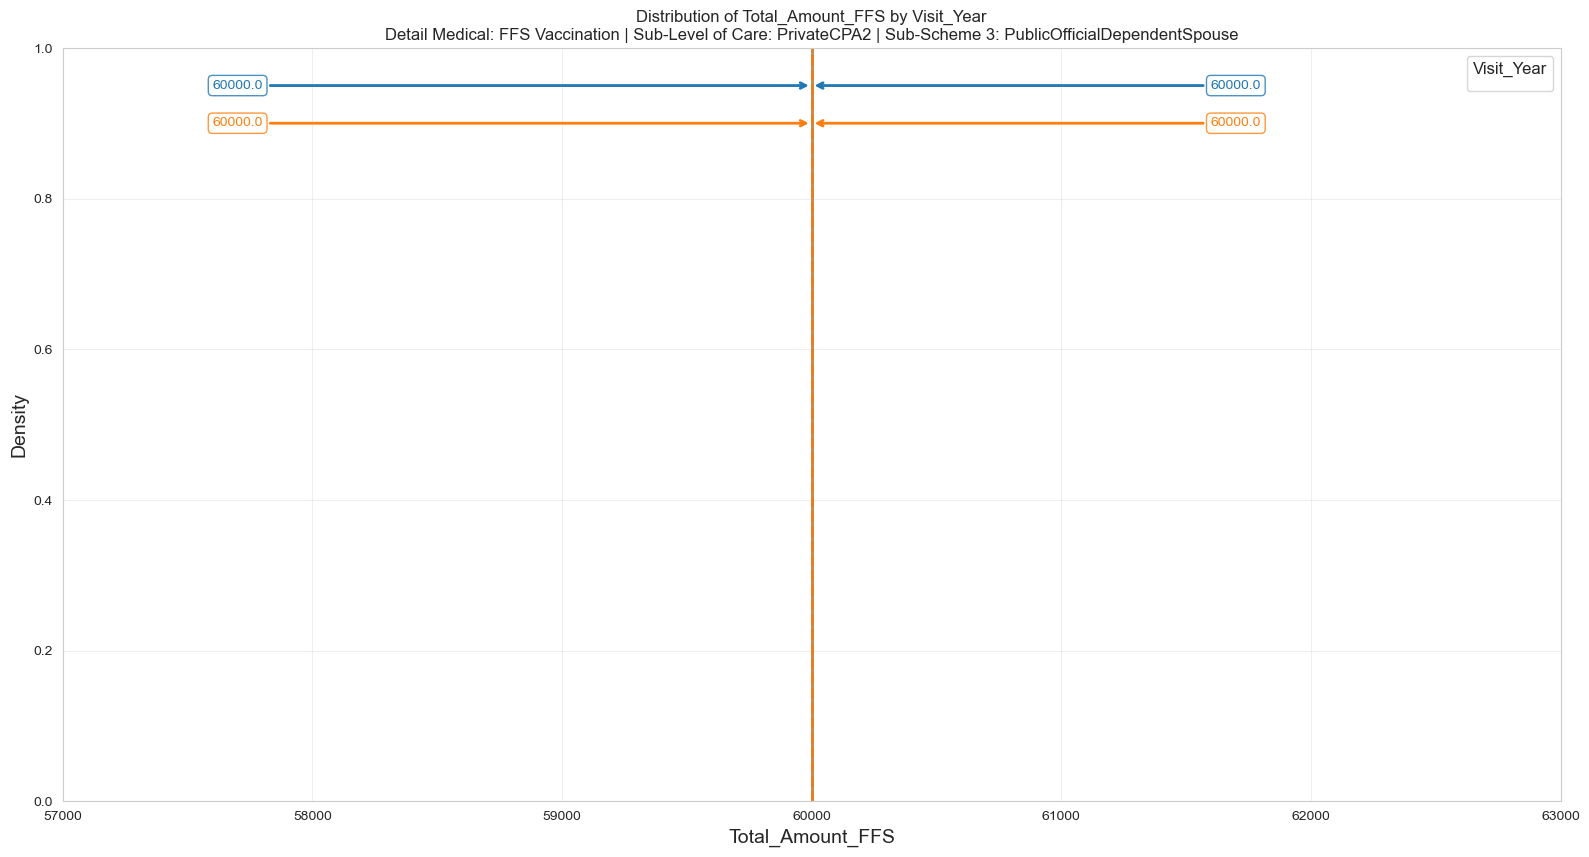 Distribution of Total_Amount_FFS by Visit_Year
Detail Medical: FFS Vaccination | Sub-Level of Care: PrivateCPA2 | Sub-Scheme 3: PublicOfficialDependentSpouse
Visit_Year
60000.0 60000.0
60000.0 60000.0
1.0
0.8
0.6
0.4
0.2
0.0
Density
57000 58000 59000 60000 61000 62000 63000
Total_Amount_FFS